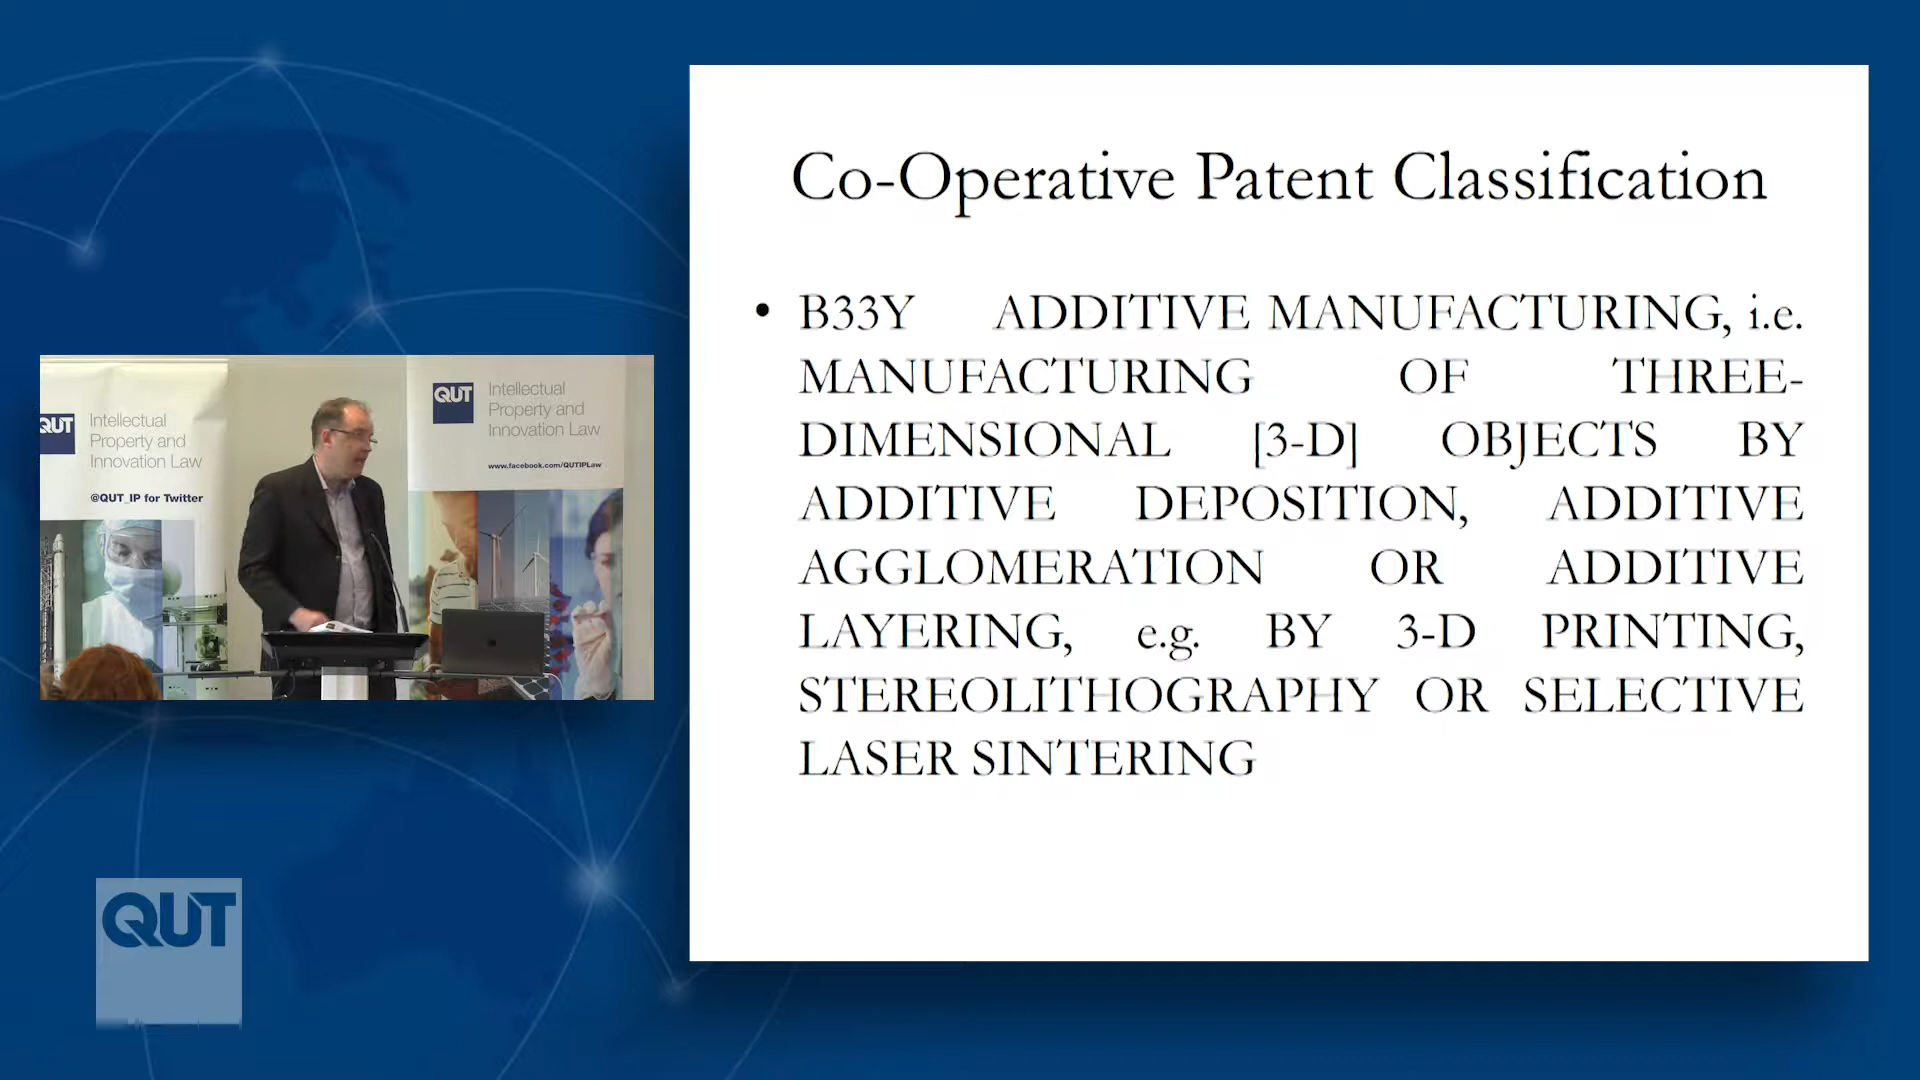 Co-Operative Patent Classification
• B33Y ADDITIVE MANUFACTURING, i.e.
MANUFACTURING OF THREE-
DIMENSIONAL [3-D] OBJECTS BY
ADDITIVE DEPOSITION, ADDITIVE
AGGLOMERATION OR ADDITIVE
LAYERING, e.g. BY 3-D PRINTING,
STEREOLITHOGRAPHY OR SELECTIVE
LASER SINTERING
QUT
Intellectual
Property and
Innovation Law
@QUT_IP for Twitter
QUT
Intellectual
Property and
Innovation Law
www.facebook.com/QUTIPLaw
QUT